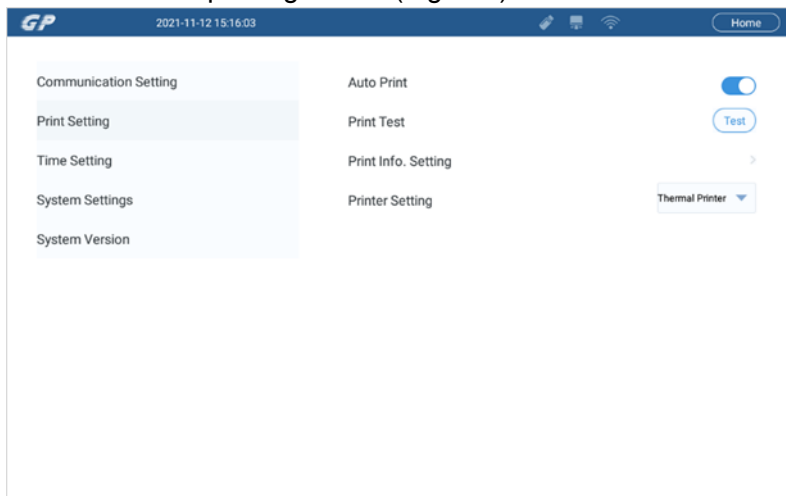 GP 2021-11-12 15:16:03 Home
Communication Setting Auto Print
Print Setting Print Test Test
Time Setting Print Info. Setting
System Settings Printer Setting Thermal Printer
System Version